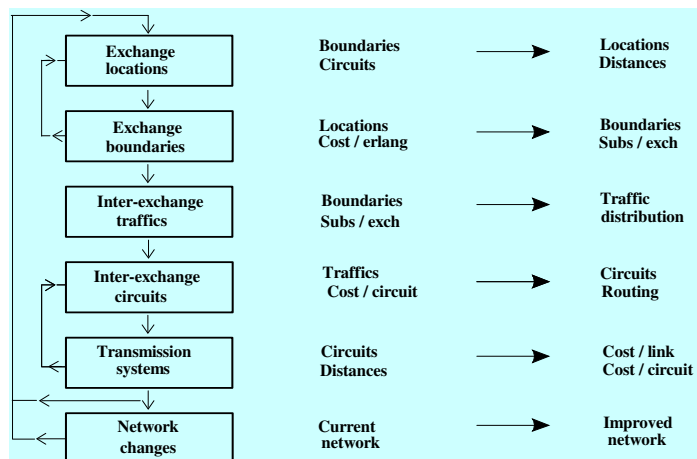 Exchange
locations
Boundaries
Circuits
Locations
Distances
Exchange
boundaries
Locations
Cost / erlang
Boundaries
Subs / exch
Inter-exchange
traffics
Boundaries
Subs / exch
Traffic
distribution
Inter-exchange
circuits
Traffics
Cost / circuit
Circuits
Routing
Transmission
systems
Circuits
Distances
Cost / link
Cost / circuit
Network
changes
Current
network
Improved
network